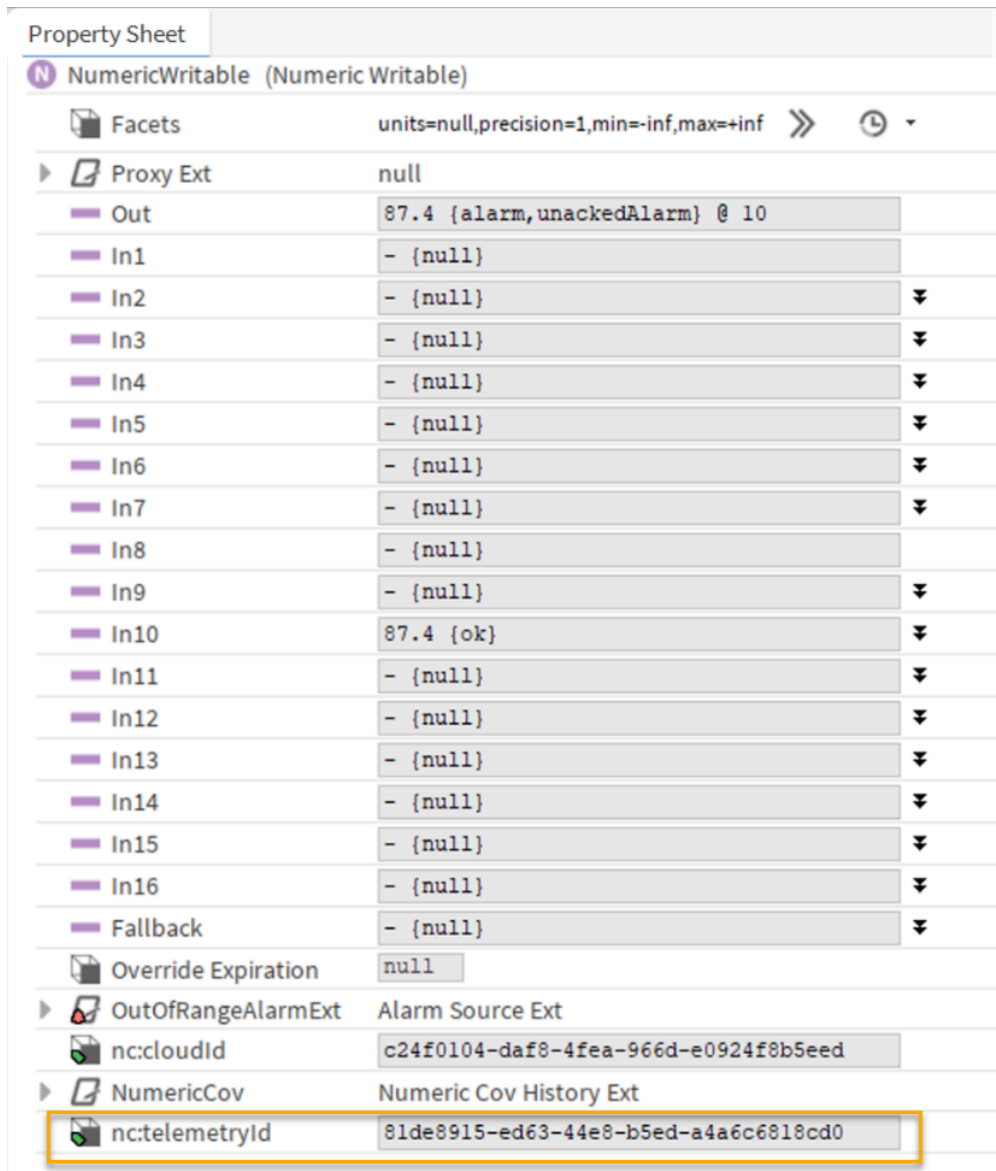 Property Sheet
N NumericWritable (Numeric Writable)
Facets units=null,precision=1,min=-inf,max=+inf
Proxy Ext null
Out 87.4 {alarm,unackedAlarm} @ 10
In1 - {null}
In2 - {null}
In3 - {null}
In4 - {null}
In5 - {null}
In6 - {null}
In7 - {null}
In8 - {null}
In9 - {null}
In10 87.4 {ok}
In11 - {null}
In12 - {null}
In13 - {null}
In14 - {null}
In15 - {null}
In16 - {null}
Fallback - {null}
Override Expiration null
OutOfRangeAlarmExt Alarm Source Ext
nc:cloudId c24f0104-daf8-4fea-966d-e0924f8b5eed
NumericCov Numeric Cov History Ext
nc:telemetryId 81de8915-ed63-44e8-b5ed-a4a6c6818cd0